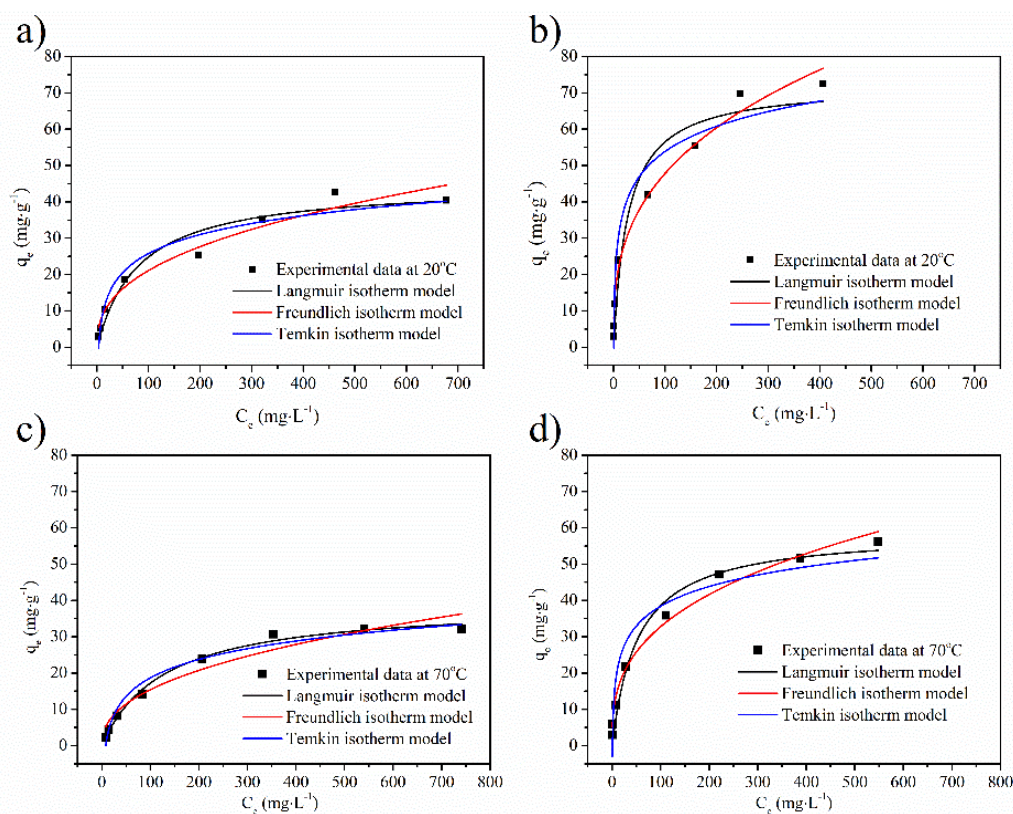 a)
80
70
60
50
40
30
20
10
0
qe (mg·g-1)
Experimental data at 20°C
Langmuir isotherm model
Freundlich isotherm model
Temkin isotherm model
0 100 200 300 400 500 600 700
Ce (mg·L-1)
b)
80
70
60
50
40
30
20
10
0
qe (mg·g-1)
Experimental data at 20°C
Langmuir isotherm model
Freundlich isotherm model
Temkin isotherm model
0 100 200 300 400 500 600 700
Ce (mg·L-1)
c)
80
70
60
50
40
30
20
10
0
qe (mg·g-1)
Experimental data at 70°C
Langmuir isotherm model
Freundlich isotherm model
Temkin isotherm model
0 100 200 300 400 500 600 700 800
Ce (mg·L-1)
d)
80
70
60
50
40
30
20
10
0
qe (mg·g-1)
Experimental data at 70°C
Langmuir isotherm model
Freundlich isotherm model
Temkin isotherm model
0 100 200 300 400 500 600 700 800
Ce (mg·L-1)